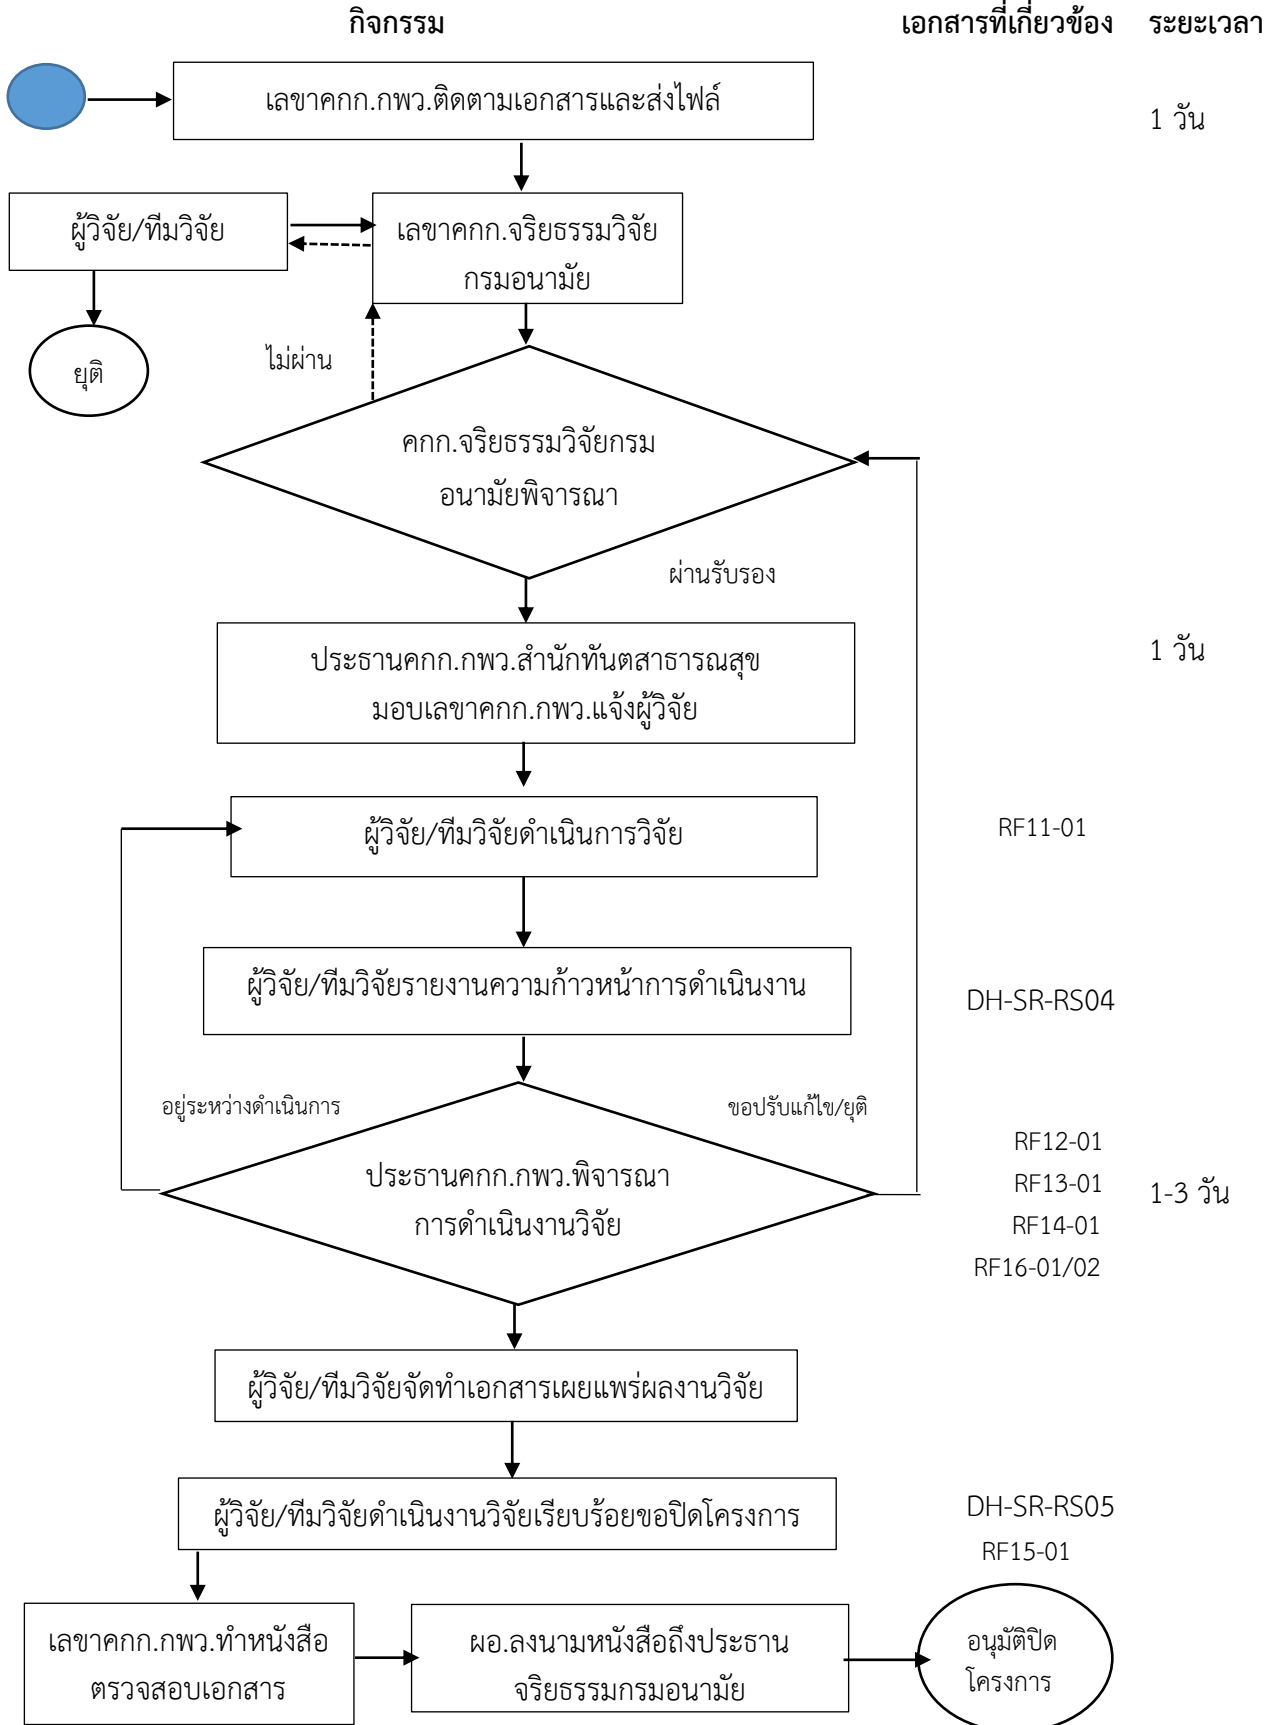 กิจกรรม
เอกสารที่เกี่ยวข้อง
ระยะเวลา
เลขาคกก.กพว.ติดตามเอกสารและส่งไฟล์
1 วัน
ผู้วิจัย/ทีมวิจัย
เลขาคกก.จริยธรรมวิจัย
กรมอนามัย
ยุติ
ไม่ผ่าน
คกก.จริยธรรมวิจัยกรม
อนามัยพิจารณา
ผ่านรับรอง
ประธานคกก.กพว.สำนักทันตสาธารณสุข
มอบเลขาคกก.กพว.แจ้งผู้วิจัย
1 วัน
ผู้วิจัย/ทีมวิจัยดำเนินการวิจัย
RF11-01
ผู้วิจัย/ทีมวิจัยรายงานความก้าวหน้าการดำเนินงาน
DH-SR-RS04
อยู่ระหว่างดำเนินการ
ขอปรับแก้ไข/ยุติ
ประธานคกก.กพว.พิจารณา
การดำเนินงานวิจัย
RF12-01
RF13-01
RF14-01
RF16-01/02
1-3 วัน
ผู้วิจัย/ทีมวิจัยจัดทำเอกสารเผยแพร่ผลงานวิจัย
ผู้วิจัย/ทีมวิจัยดำเนินงานวิจัยเรียบร้อยขอปิดโครงการ
DH-SR-RS05
RF15-01
เลขาคกก.กพว.ทำหนังสือ
ตรวจสอบเอกสาร
ผอ.ลงนามหนังสือถึงประธาน
จริยธรรมกรมอนามัย
อนุมัติปิด
โครงการ